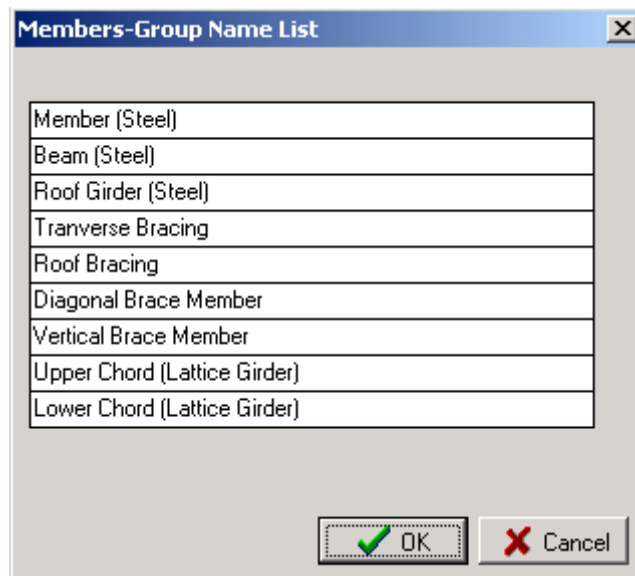 Members-Group Name List
Member (Steel)
Beam (Steel)
Roof Girder (Steel)
Tranverse Bracing
Roof Bracing
Diagonal Brace Member
Vertical Brace Member
Upper Chord (Lattice Girder)
Lower Chord (Lattice Girder)
OK Cancel